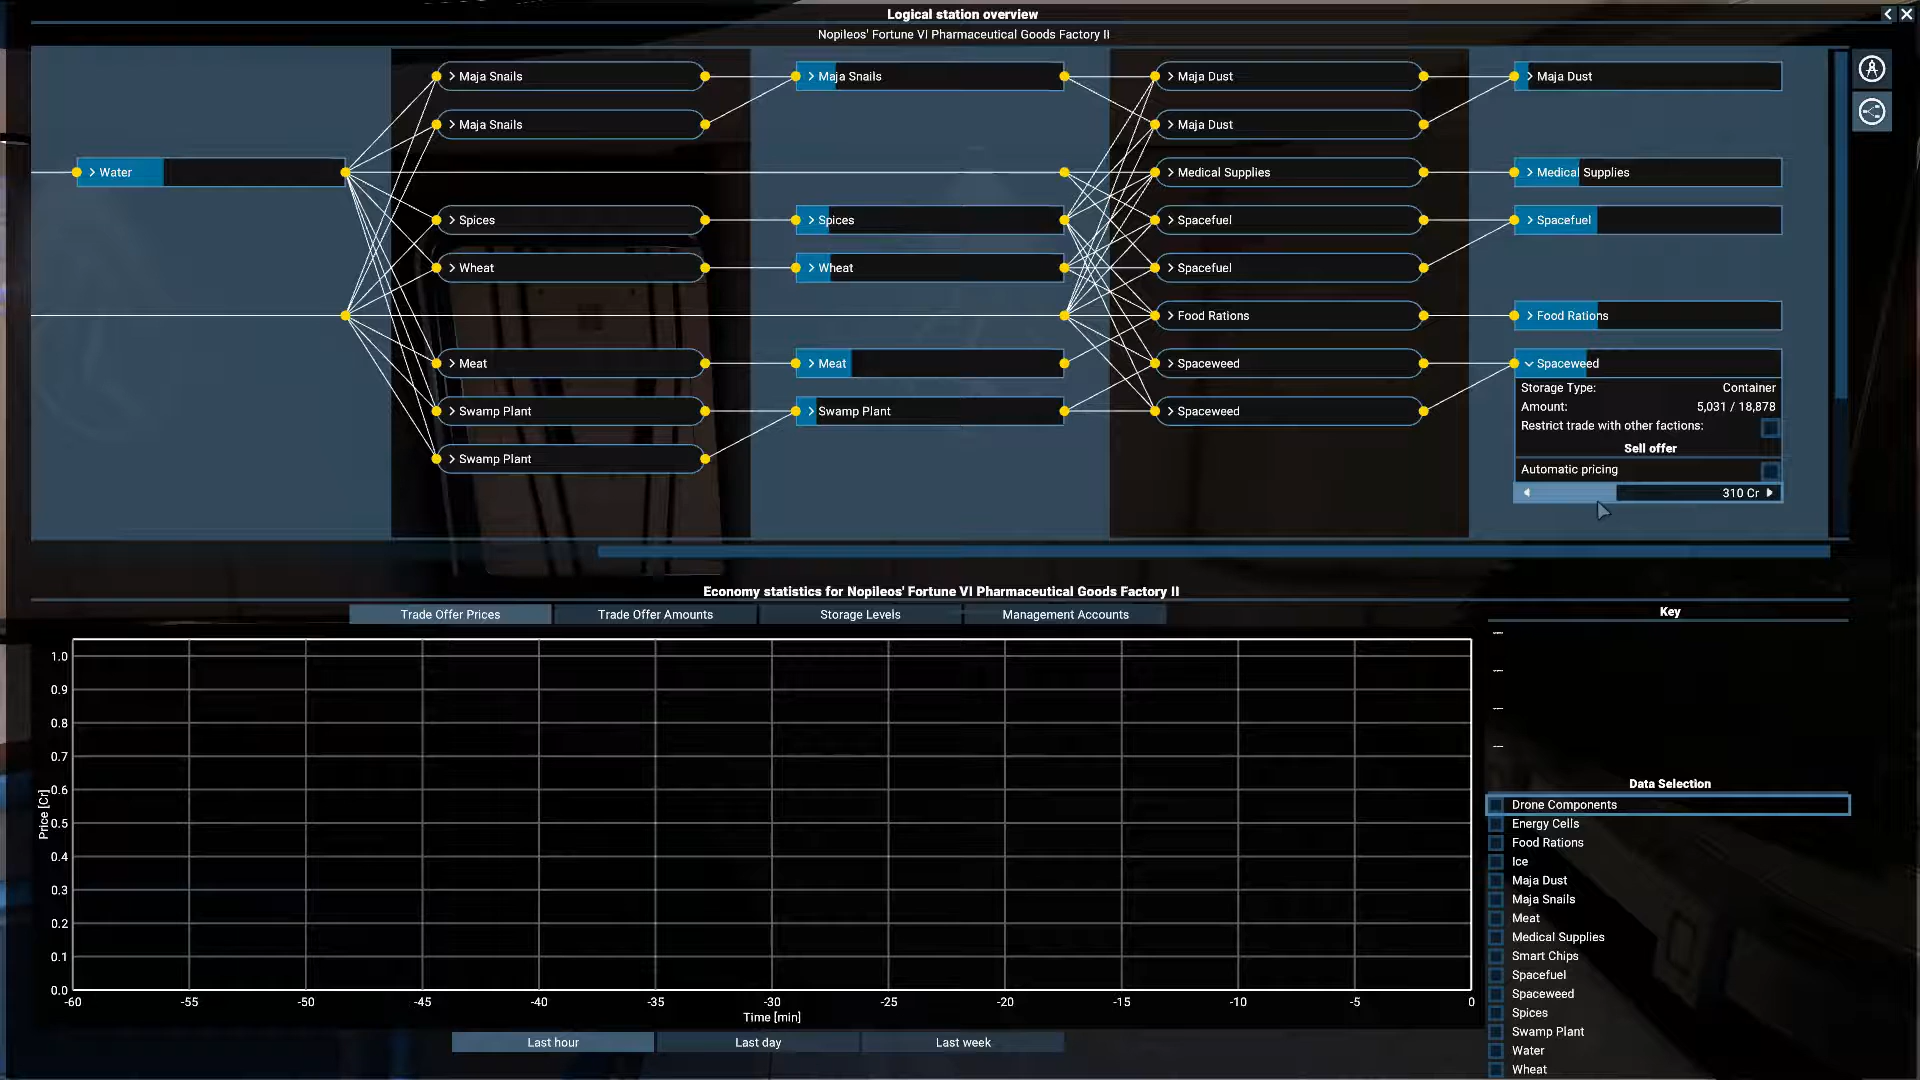 Logical station overview
Nopileos' Fortune VI Pharmaceutical Goods Factory II
Maja Snails
Maja Snails
Maja Dust
Maja Dust
Maja Snails
Maja Dust
Water
Medical Supplies
Medical Supplies
Spices
Spices
Spacefuel
Spacefuel
Wheat
Wheat
Spacefuel
Food Rations
Food Rations
Meat
Meat
Spaceweed
Spaceweed
Swamp Plant
Swamp Plant
Spaceweed
Swamp Plant
Storage Type: Container
Amount: 5,031 / 18,878
Restrict trade with other factions:
Sell offer
Automatic pricing
310 Cr
Economy statistics for Nopileos' Fortune VI Pharmaceutical Goods Factory II
Trade Offer Prices
Trade Offer Amounts
Storage Levels
Management Accounts
Key
Price [Cr]
1.0
0.9
0.8
0.7
0.6
0.5
0.4
0.3
0.2
0.1
0.0
-60
-55
-50
-45
-40
-35
-30
-25
-20
-15
-10
-5
0
Time [min]
Last hour
Last day
Last week
Data Selection
Drone Components
Energy Cells
Food Rations
Ice
Maja Dust
Maja Snails
Meat
Medical Supplies
Smart Chips
Spacefuel
Spaceweed
Spices
Swamp Plant
Water
Wheat